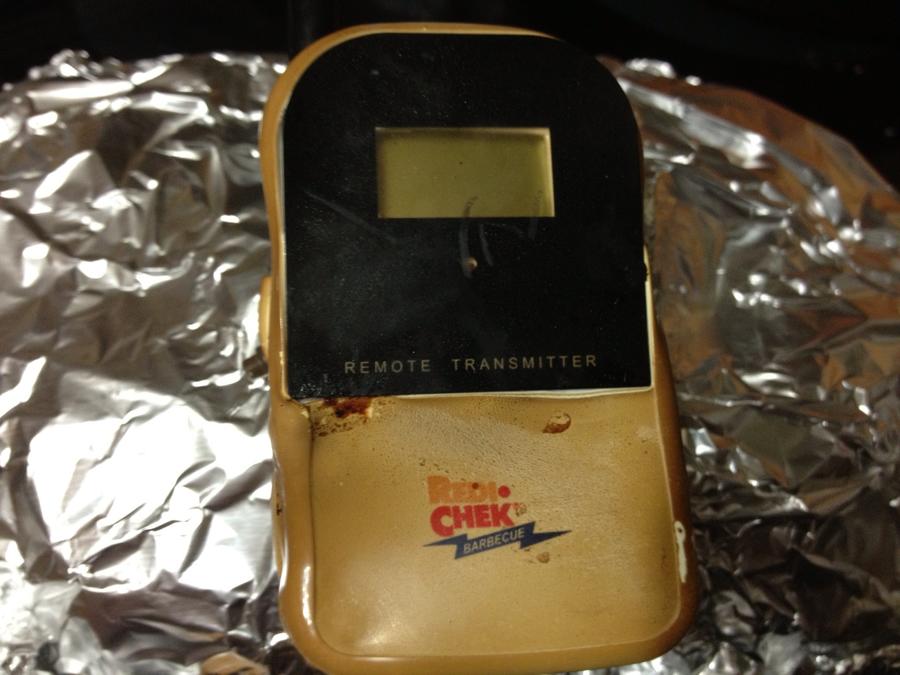 REMOTE TRANSMITTER
REDI·
CHEK
BARBECUE